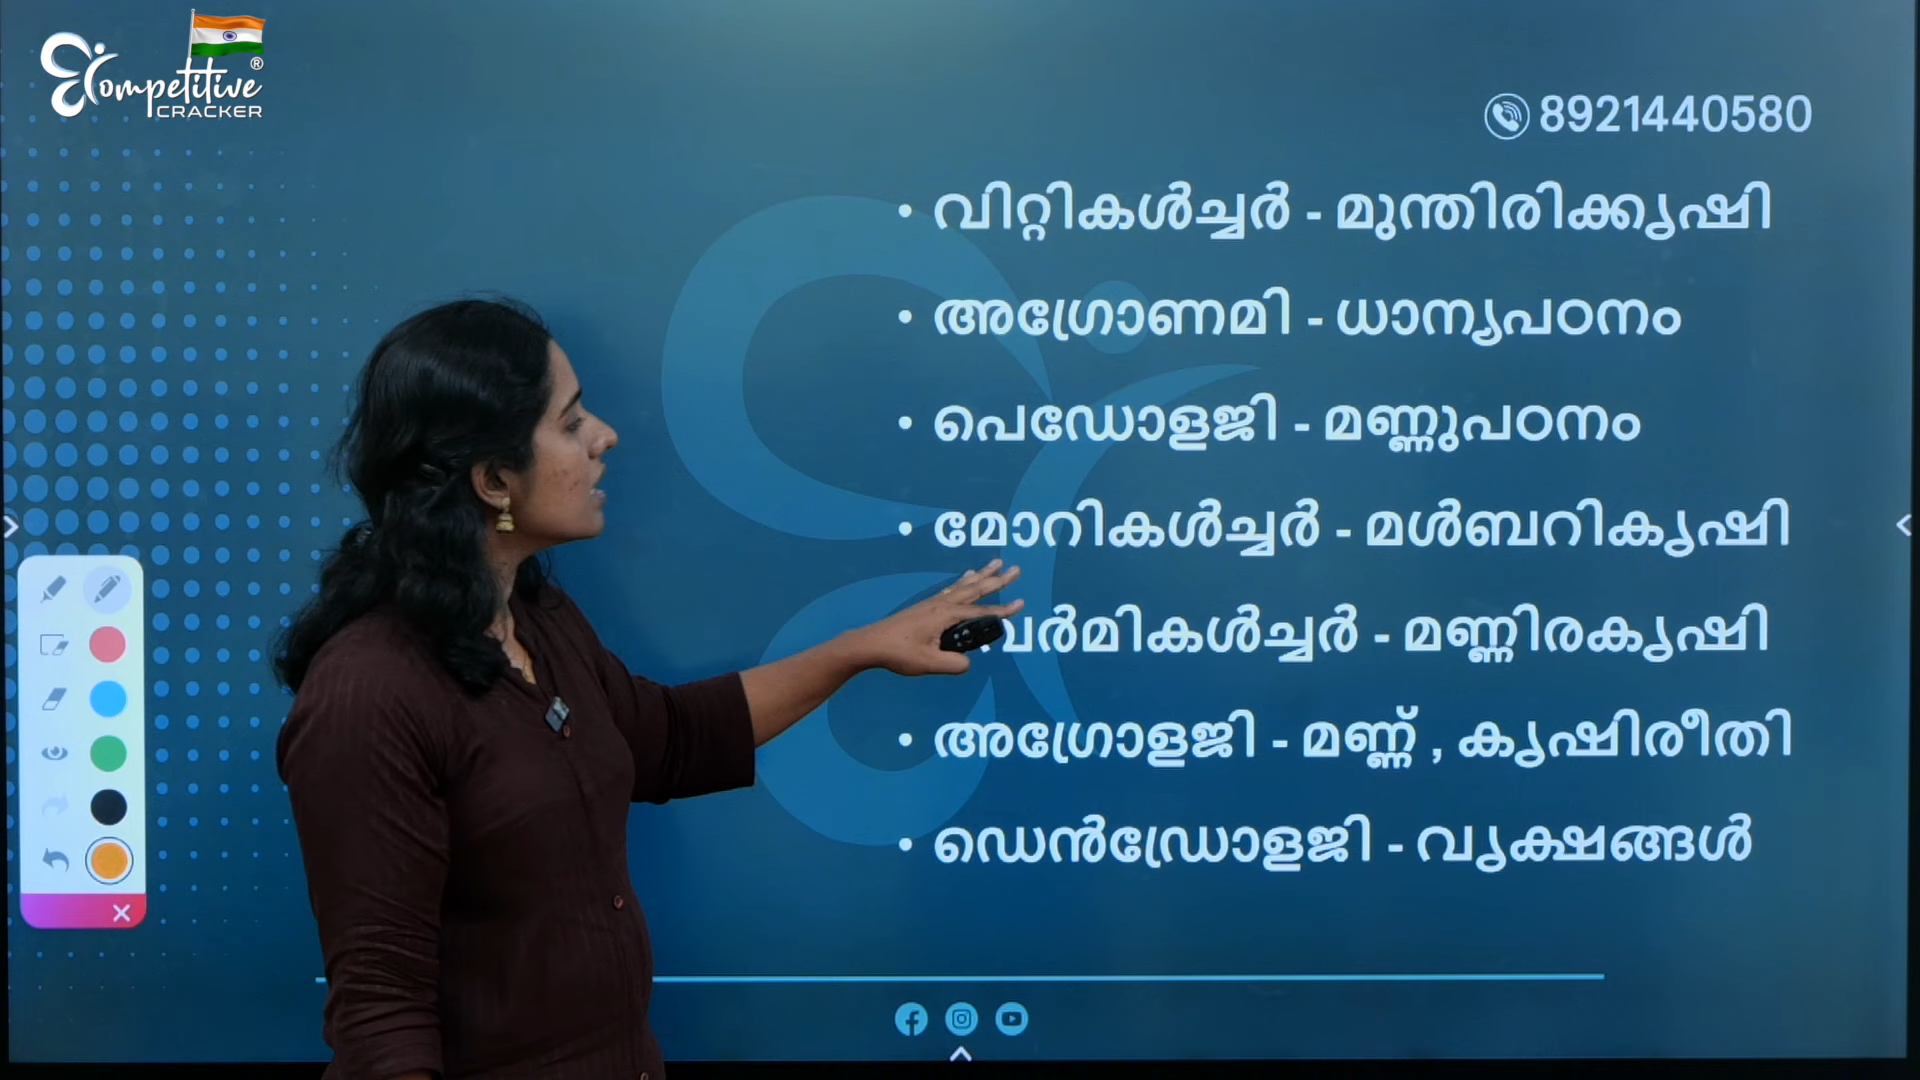 Competitive®
CRACKER
8921440580
• വിറ്റികൾച്ചർ - മുന്തിരിക്കൃഷി
• അഗ്രോണമി - ധാന്യപഠനം
• പെഡോളജി - മണ്ണുപഠനം
• മോറികൾച്ചർ - മൾബറികൃഷി
വർമികൾച്ചർ - മണ്ണിരകൃഷി
• അഗ്രോളജി - മണ്ണ് , കൃഷിരീതി
• ഡെൻഡ്രോളജി - വൃക്ഷങ്ങൾ